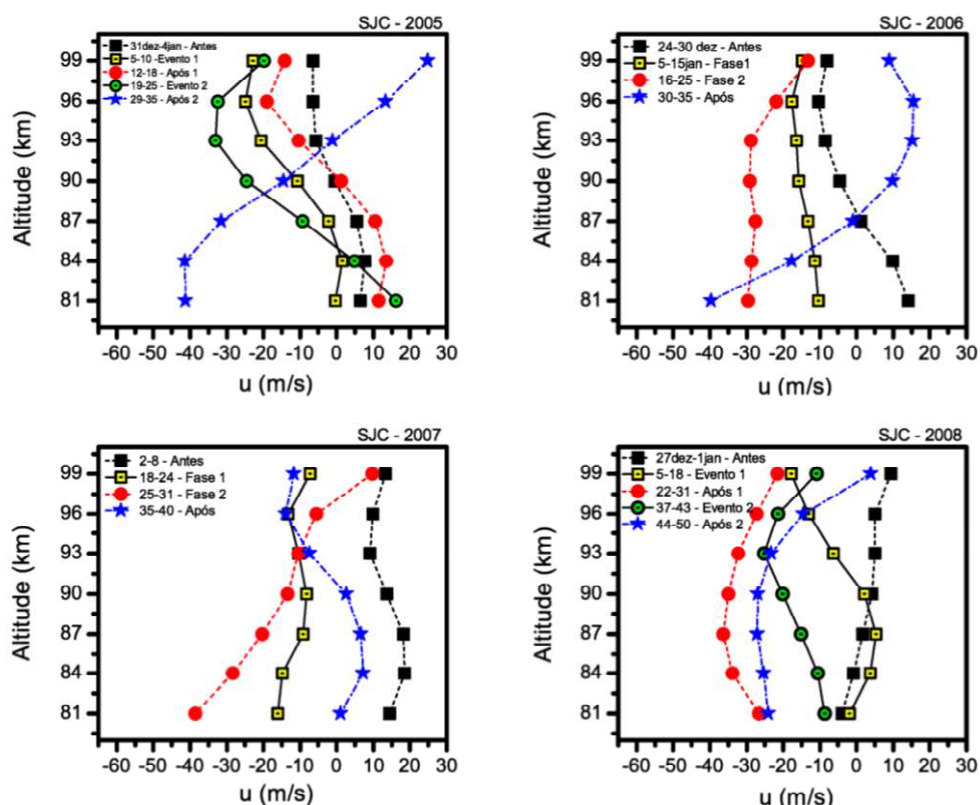 SJC - 2005
31dez-4jan - Antes
5-10 -Evento 1
12-18 - Após 1
19-25 - Evento 2
29-35 - Após 2
Altitude (km)
99
96
93
90
87
84
81
-60 -50 -40 -30 -20 -10 0 10 20 30
u (m/s)
SJC - 2006
24-30 dez - Antes
5-15jan - Fase1
16-25 - Fase 2
30-35 - Após
Altitude (km)
99
96
93
90
87
84
81
-60 -50 -40 -30 -20 -10 0 10 20 30
u (m/s)
SJC - 2007
2-8 - Antes
18-24 - Fase 1
25-31 - Fase 2
35-40 - Após
Altitude (km)
99
96
93
90
87
84
81
-60 -50 -40 -30 -20 -10 0 10 20 30
u (m/s)
SJC - 2008
27dez-1jan - Antes
5-18 - Evento 1
22-31 - Após 1
37-43 - Evento 2
44-50 - Após 2
Altitude (km)
99
96
93
90
87
84
81
-60 -50 -40 -30 -20 -10 0 10 20 30
u (m/s)